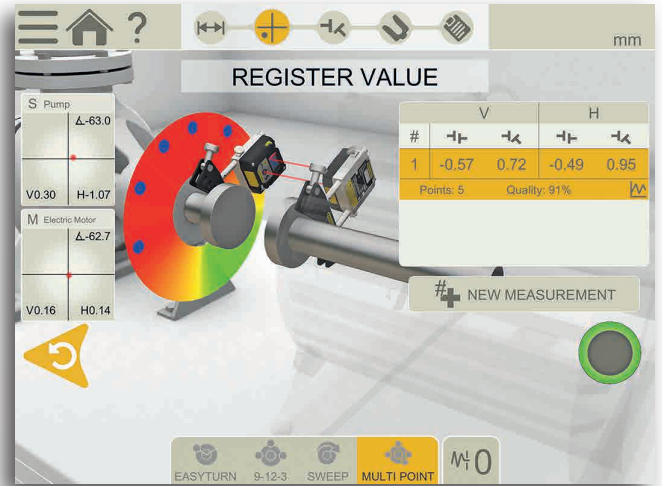 ?
mm
REGISTER VALUE
S Pump
∡-63.0
V0.30 H-1.07
M Electric Motor
∡-62.7
V0.16 H0.14
V H
#
1 -0.57 0.72 -0.49 0.95
Points: 5 Quality: 91%
# NEW MEASUREMENT
EASYTURN 9-12-3 SWEEP MULTI POINT
0